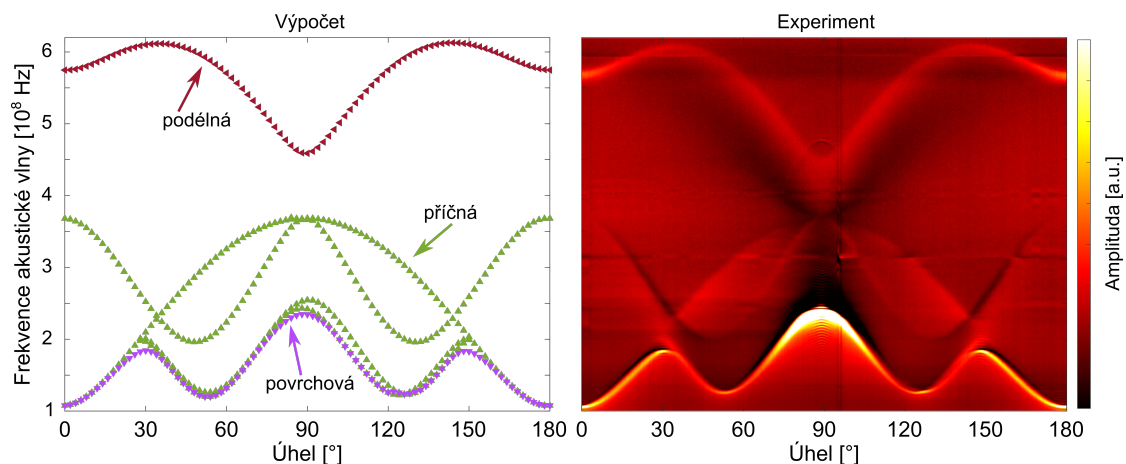 Výpočet
Frekvence akustické vlny [10⁸ Hz]
6
5
4
3
2
1
podélná
příčná
povrchová
0 30 60 90 120 150 180
Úhel [°]
Experiment
0 30 60 90 120 150 180
Úhel [°]
Amplituda [a.u.]